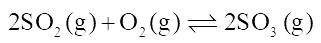 2SO₂(g)+O₂(g) ⇌ 2SO₃(g)